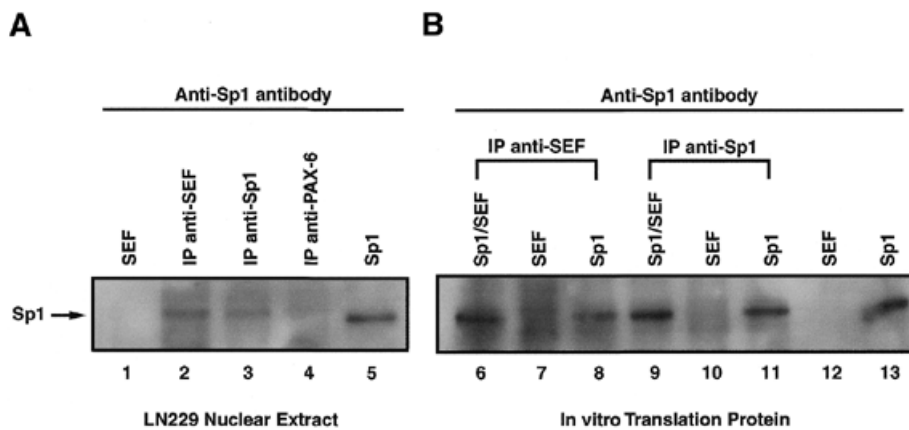 A
Anti-Sp1 antibody
SEF
IP anti-SEF
IP anti-Sp1
IP anti-PAX-6
Sp1
Sp1
1 2 3 4 5
LN229 Nuclear Extract
B
Anti-Sp1 antibody
IP anti-SEF IP anti-Sp1
Sp1/SEF
SEF
Sp1
Sp1/SEF
SEF
Sp1
SEF
Sp1
6 7 8 9 10 11 12 13
In vitro Translation Protein